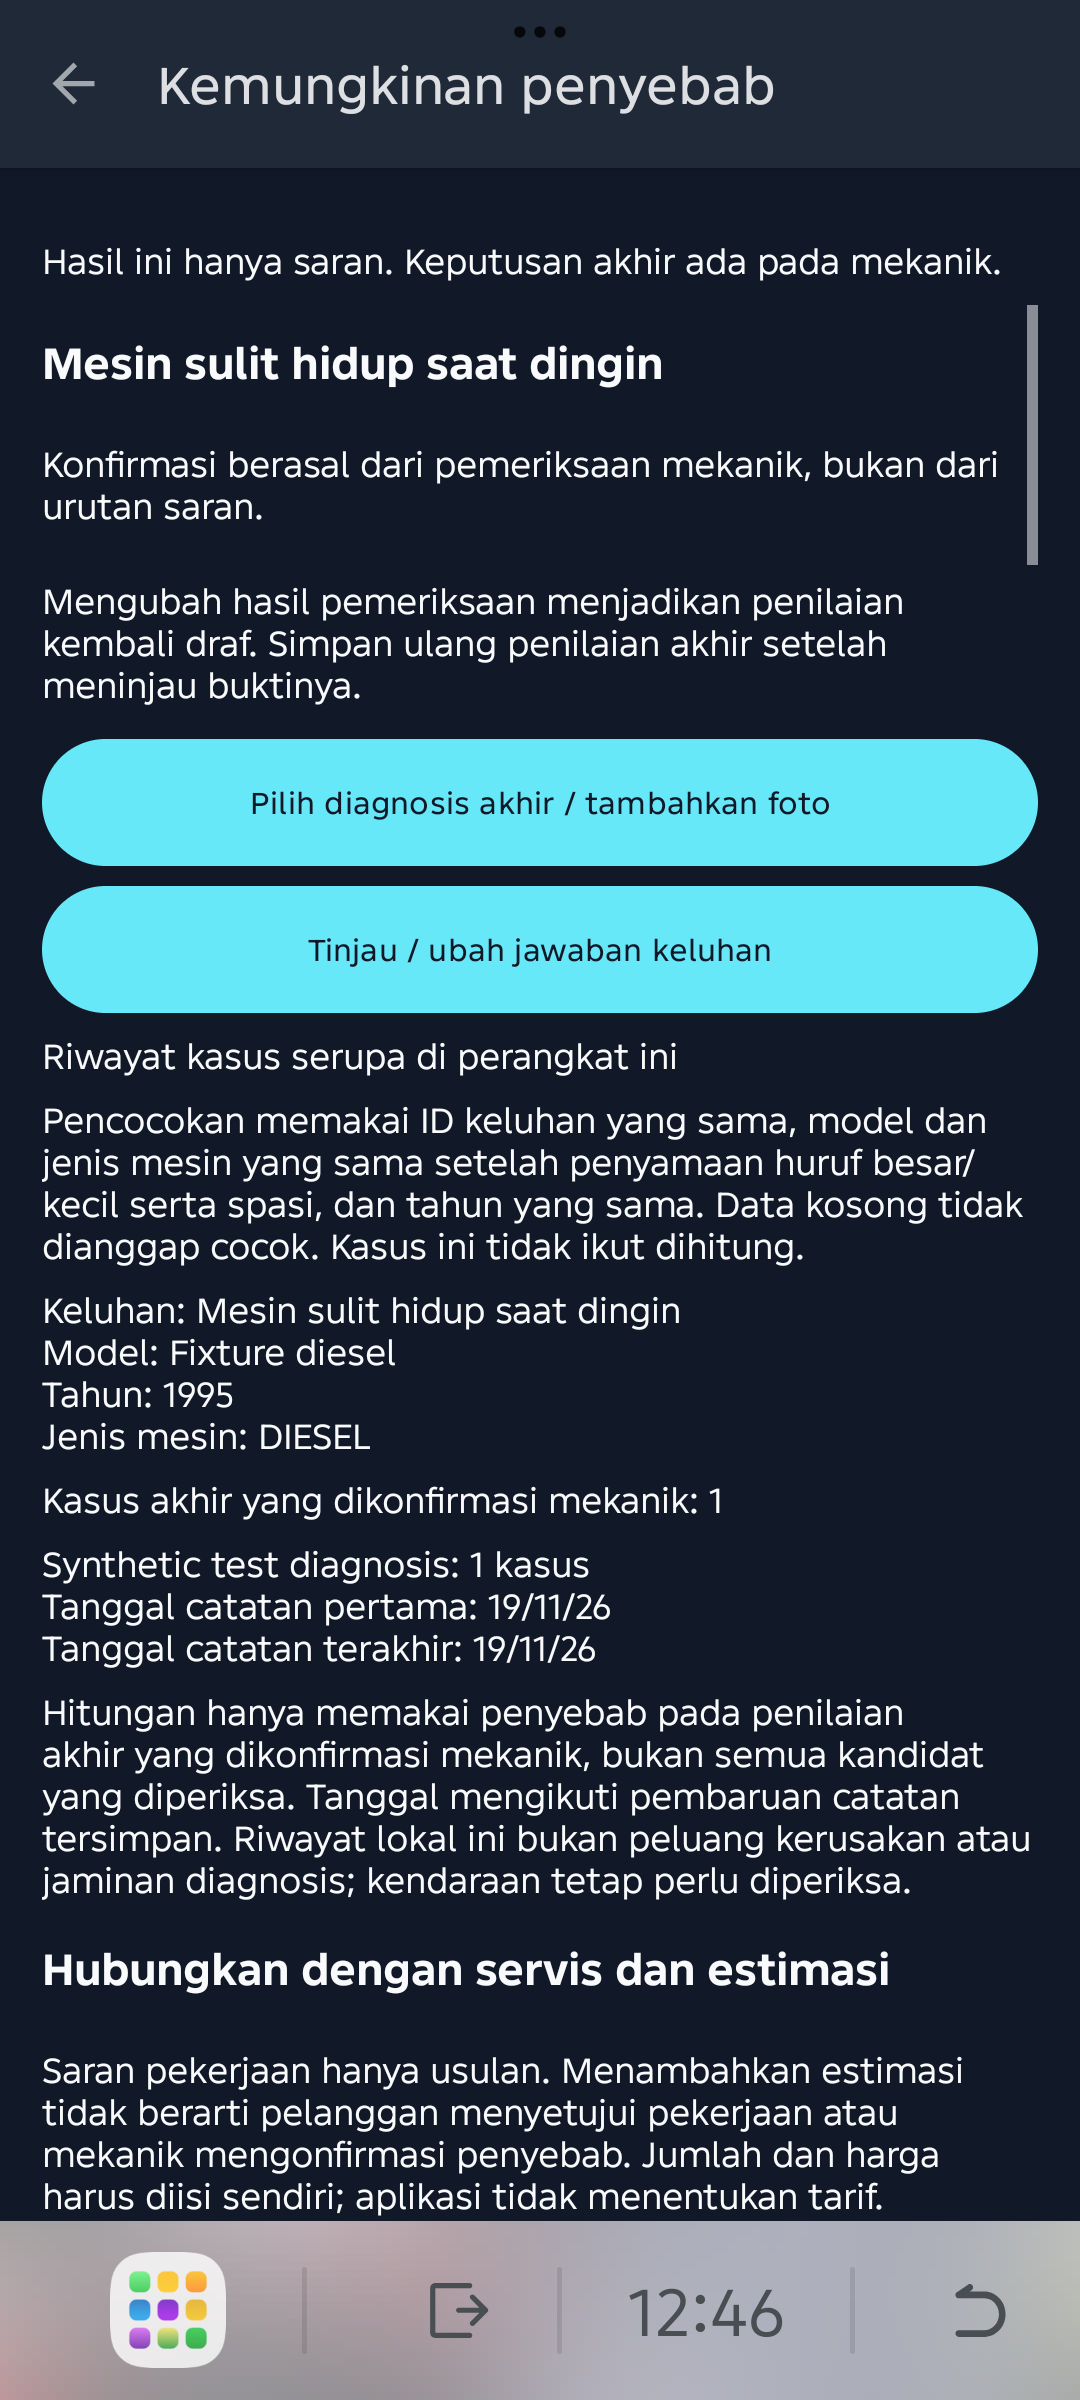 Kemungkinan penyebab
Hasil ini hanya saran. Keputusan akhir ada pada mekanik.
Mesin sulit hidup saat dingin
Konfirmasi berasal dari pemeriksaan mekanik, bukan dari
urutan saran.
Mengubah hasil pemeriksaan menjadikan penilaian
kembali draf. Simpan ulang penilaian akhir setelah
meninjau buktinya.
Pilih diagnosis akhir / tambahkan foto
Tinjau / ubah jawaban keluhan
Riwayat kasus serupa di perangkat ini
Pencocokan memakai ID keluhan yang sama, model dan
jenis mesin yang sama setelah penyamaan huruf besar/
kecil serta spasi, dan tahun yang sama. Data kosong tidak
dianggap cocok. Kasus ini tidak ikut dihitung.
Keluhan: Mesin sulit hidup saat dingin
Model: Fixture diesel
Tahun: 1995
Jenis mesin: DIESEL
Kasus akhir yang dikonfirmasi mekanik: 1
Synthetic test diagnosis: 1 kasus
Tanggal catatan pertama: 19/11/26
Tanggal catatan terakhir: 19/11/26
Hitungan hanya memakai penyebab pada penilaian
akhir yang dikonfirmasi mekanik, bukan semua kandidat
yang diperiksa. Tanggal mengikuti pembaruan catatan
tersimpan. Riwayat lokal ini bukan peluang kerusakan atau
jaminan diagnosis; kendaraan tetap perlu diperiksa.
Hubungkan dengan servis dan estimasi
Saran pekerjaan hanya usulan. Menambahkan estimasi
tidak berarti pelanggan menyetujui pekerjaan atau
mekanik mengonfirmasi penyebab. Jumlah dan harga
harus diisi sendiri; aplikasi tidak menentukan tarif.
12:46